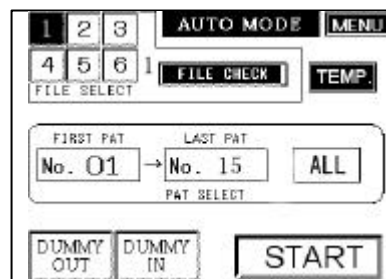 1 2 3 AUTO MODE MENU
4 5 6 1 FILE CHECK TEMP.
FILE SELECT
FIRST PAT LAST PAT
No. 01 → No. 15 ALL
PAT SELECT
DUMMY OUT DUMMY IN START